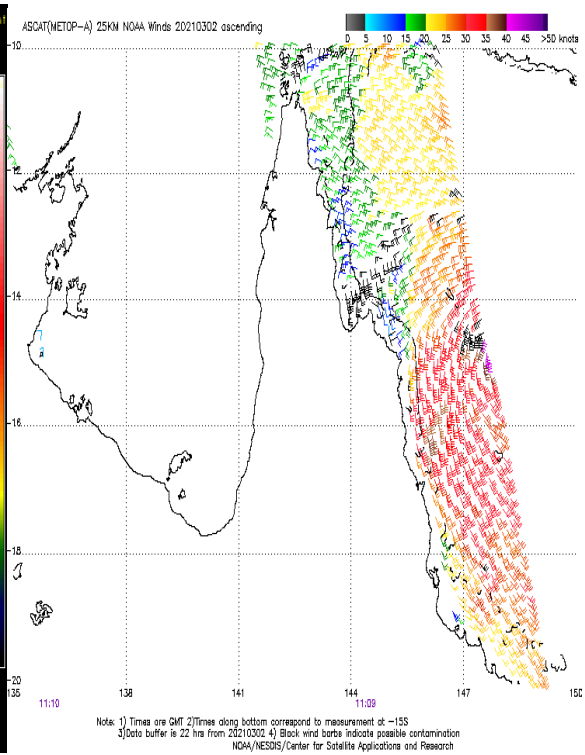 ASCAT(METOP-A) 25KM NOAA Winds 20210302 ascending
0 5 10 15 20 25 30 35 40 45 50 >50 knots
-10
-12
-14
-16
-18
-20
135 138 141 144 147 150
11:10 11:09
Note: 1) Times are GMT 2)Times along bottom correspond to measurement at -15S
3)Data buffer is 22 hrs from 20210302 4) Black wind barbs indicate possible contamination
NOAA/NESDIS/Center for Satellite Applications and Research